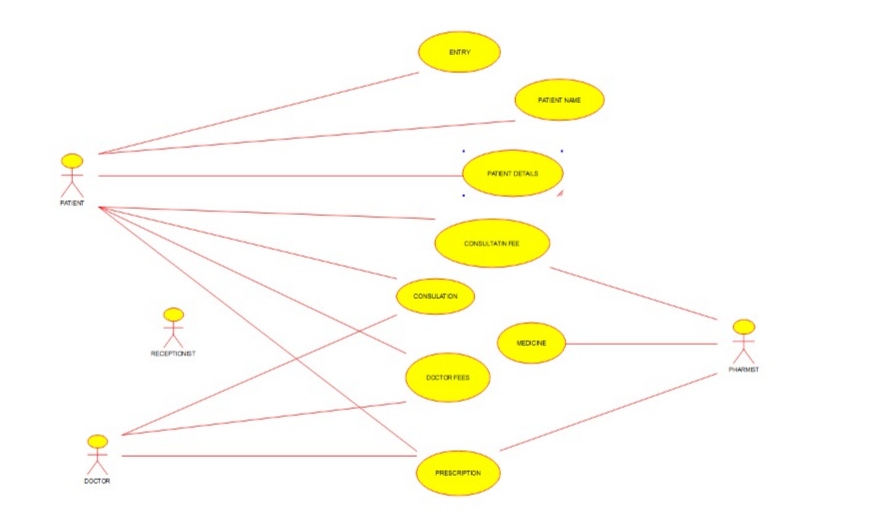 ENTRY
PATIENT NAME
PATIENT DETAILS
PATIENT
CONSULTATIN FEE
CONSULATION
MEDICINE
RECEPTIONIST
PHARMIST
DOCTOR FEES
PRESCRIPTION
DOCTOR